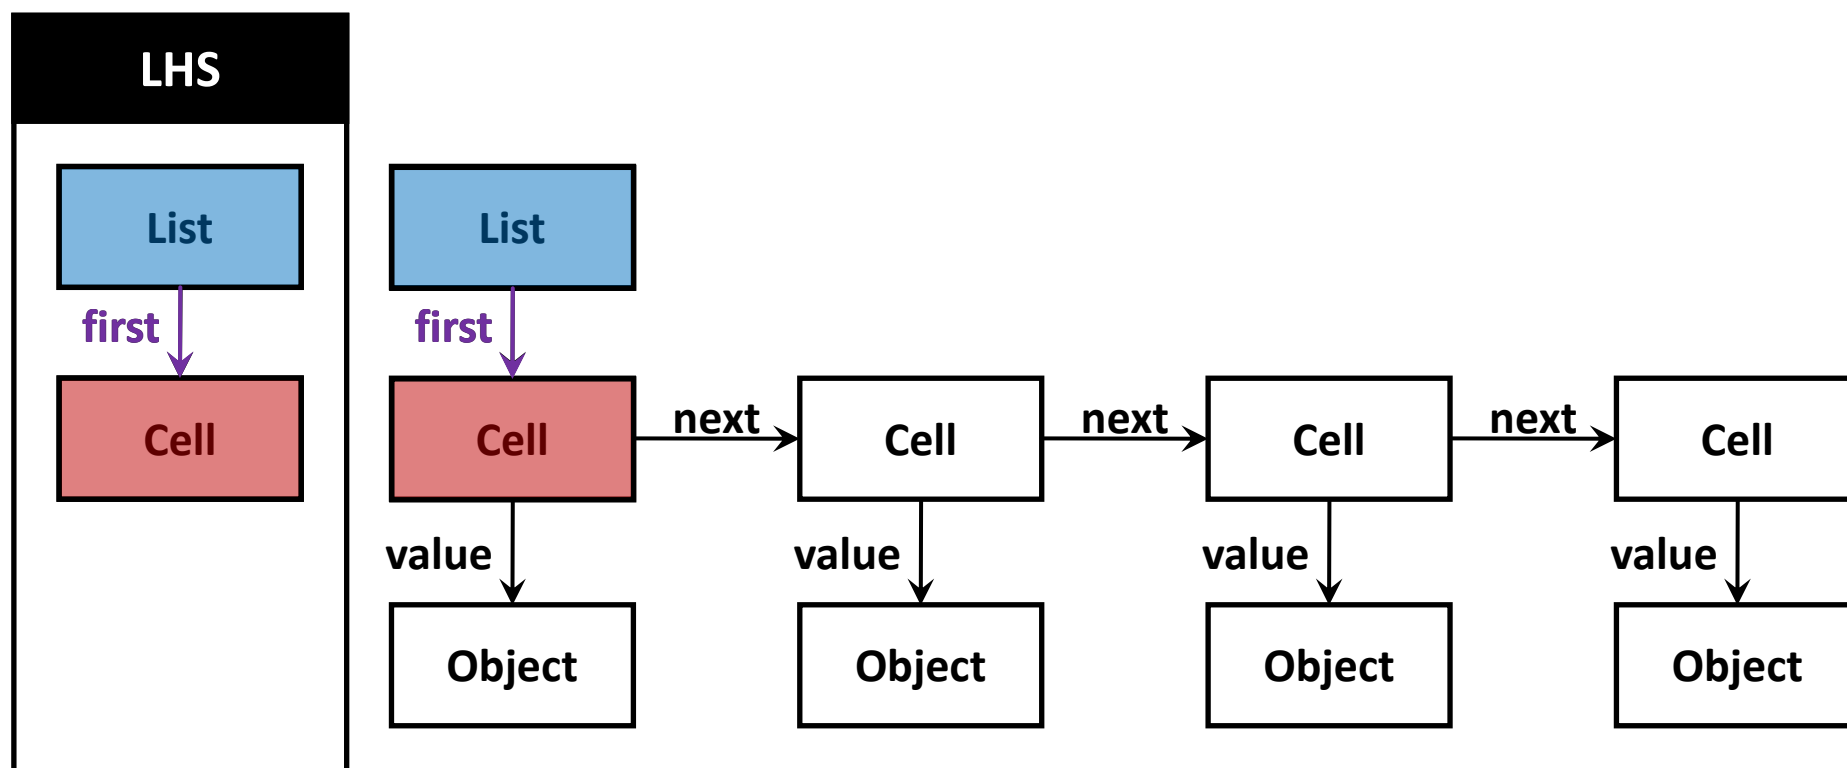 LHS
List
List
first
first
Cell
Cell
next
Cell
next
Cell
next
Cell
value
value
value
value
Object
Object
Object
Object